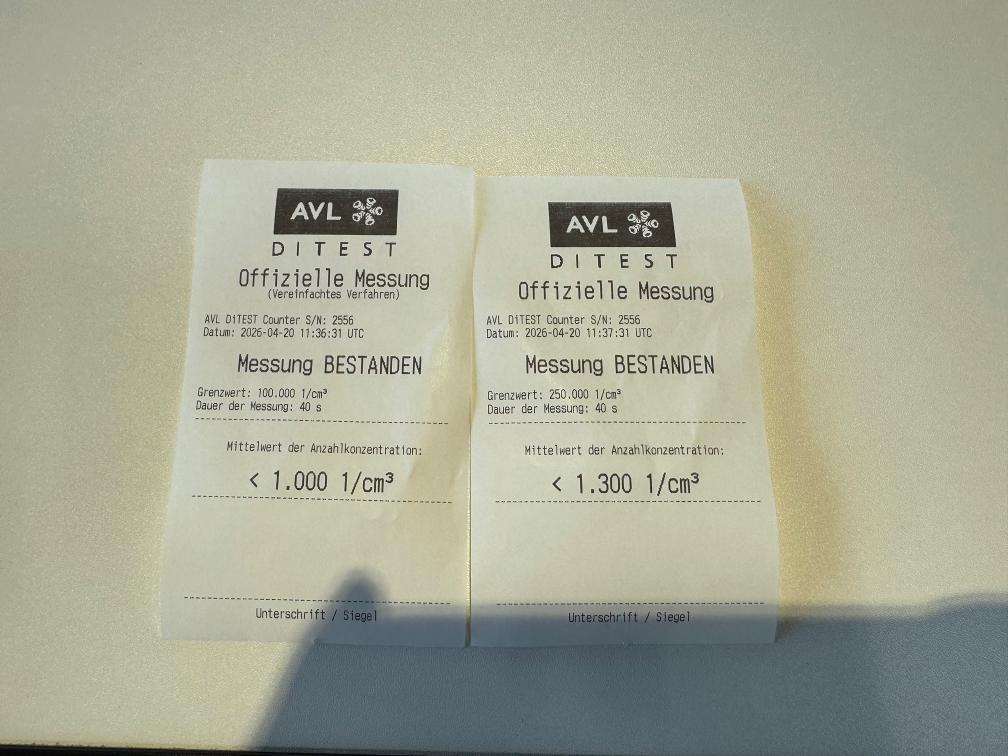 AVL
DITEST
Offizielle Messung
(Vereinfachtes Verfahren)
AVL DiTEST Counter S/N: 2556
Datum: 2026-04-20 11:36:31 UTC
Messung BESTANDEN
Grenzwert: 100.000 1/cm³
Dauer der Messung: 40 s
Mittelwert der Anzahlkonzentration:
< 1.000 1/cm³
Unterschrift / Siegel
AVL
DITEST
Offizielle Messung
AVL DiTEST Counter S/N: 2556
Datum: 2026-04-20 11:37:31 UTC
Messung BESTANDEN
Grenzwert: 250.000 1/cm³
Dauer der Messung: 40 s
Mittelwert der Anzahlkonzentration:
< 1.300 1/cm³
Unterschrift / Siegel